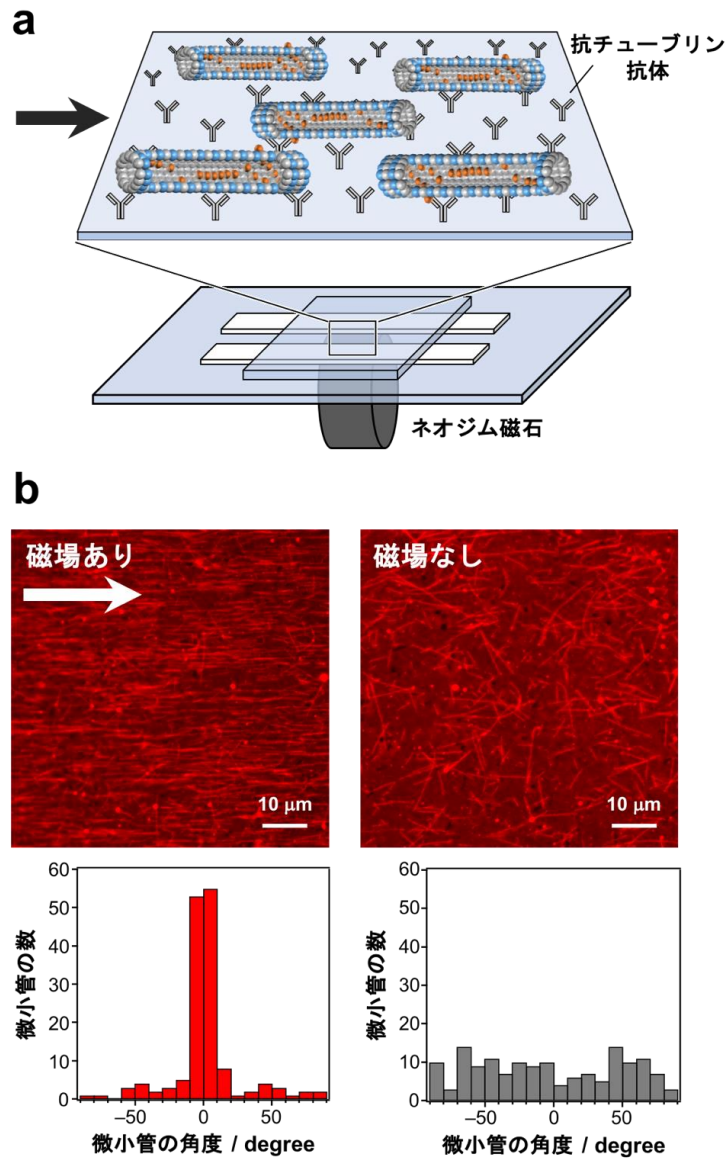 a
抗チューブリン
抗体
ネオジム磁石
b
磁場あり
10 μm
磁場なし
10 μm
60
50
40
30
20
10
0
微小管の数
–50
0
50
微小管の角度 / degree
60
50
40
30
20
10
0
微小管の数
–50
0
50
微小管の角度 / degree